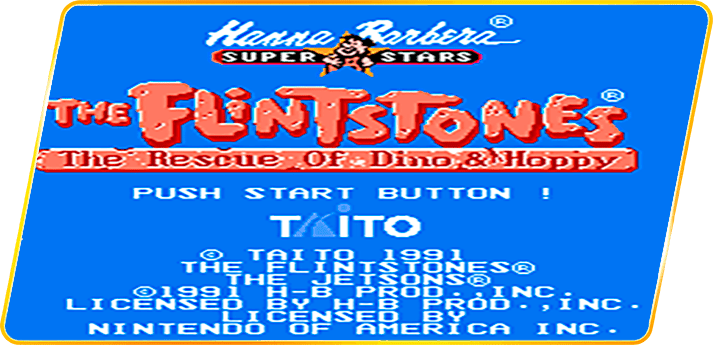 Hanna Barbera®
SUPER STARS
THE FLINTSTONES®
The Rescue Of Dino & Hoppy
PUSH START BUTTON !
TAITO
© TAITO 1991
THE FLINTSTONES®
THE JETSONS®
©1991 H-B PROD.,INC.
LICENSED BY H-B PROD.,INC.
LICENSED BY
NINTENDO OF AMERICA INC.